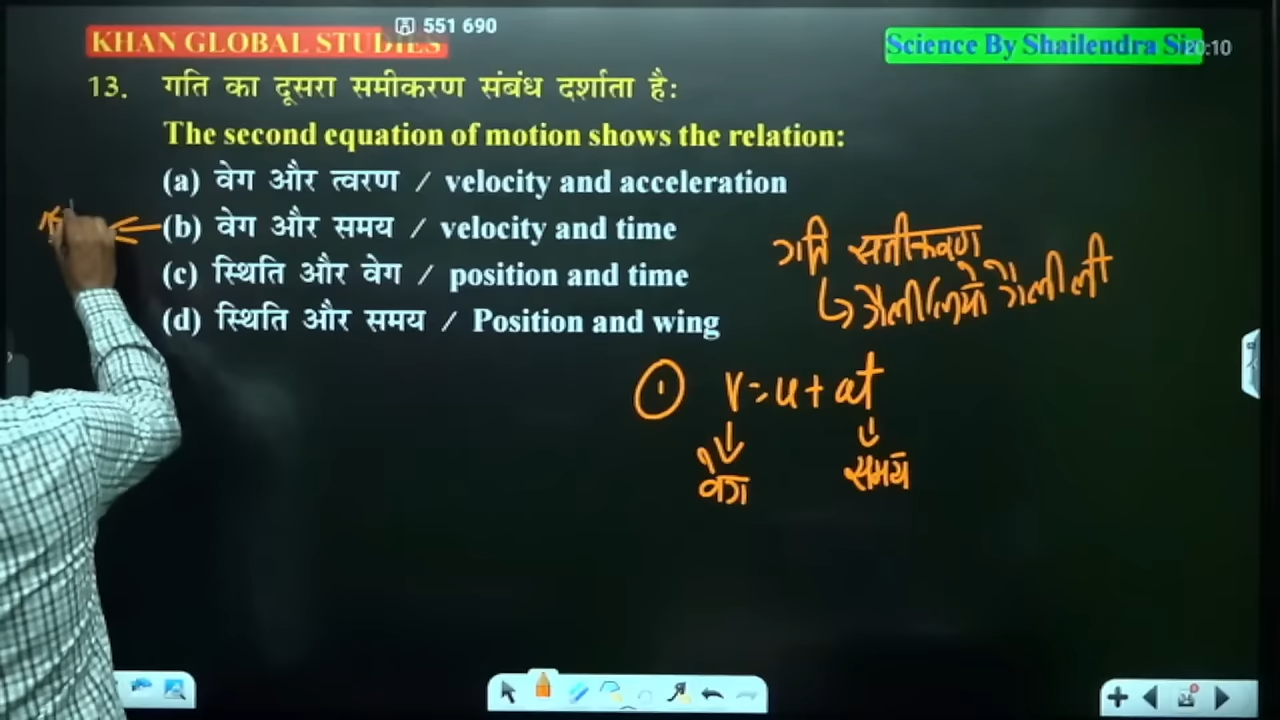 551 690
KHAN GLOBAL STUDIES
Science By Shailendra Sir
20:10
13. गति का दूसरा समीकरण संबंध दर्शाता है:
The second equation of motion shows the relation:
(a) वेग और त्वरण / velocity and acceleration
(b) वेग और समय / velocity and time
(c) स्थिति और वेग / position and time
(d) स्थिति और समय / Position and wing
गति समीकरण
गैलीलियो गैलीली
1 v=u+at
वेग समय